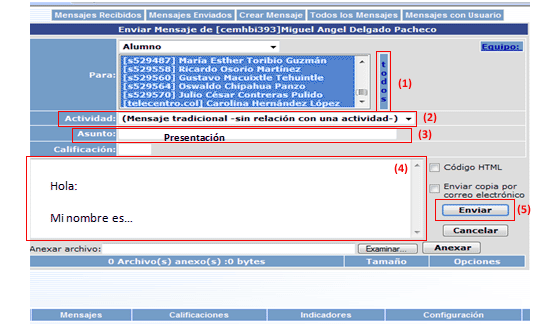 Mensajes Recibidos Mensajes Enviados Crear Mensaje Todos los Mensajes Mensajes con Usuario
Enviar Mensaje de [cemhbi393]Miguel Angel Delgado Pacheco
Alumno Equipo:
Para:
[s529487] María Esther Toribio Guzmán
[s529558] Ricardo Osorio Martínez
[s529560] Gustavo Macuixtle Tehuintle
[s529564] Oswaldo Chipahua Panzo
[s529570] Julio César Contreras Pulido
[telecentro.col] Carolina Hernández López
todos
(1)
Actividad: (Mensaje tradicional -sin relación con una actividad-) (2)
Asunto: Presentación (3)
Calificación:
(4)
Hola:
Mi nombre es...
Código HTML
Enviar copia por
correo electrónico
Enviar (5)
Cancelar
Anexar archivo: Examinar... Anexar
0 Archivo(s) anexo(s) :0 bytes Tamaño Opciones
Mensajes Calificaciones Indicadores Configuración